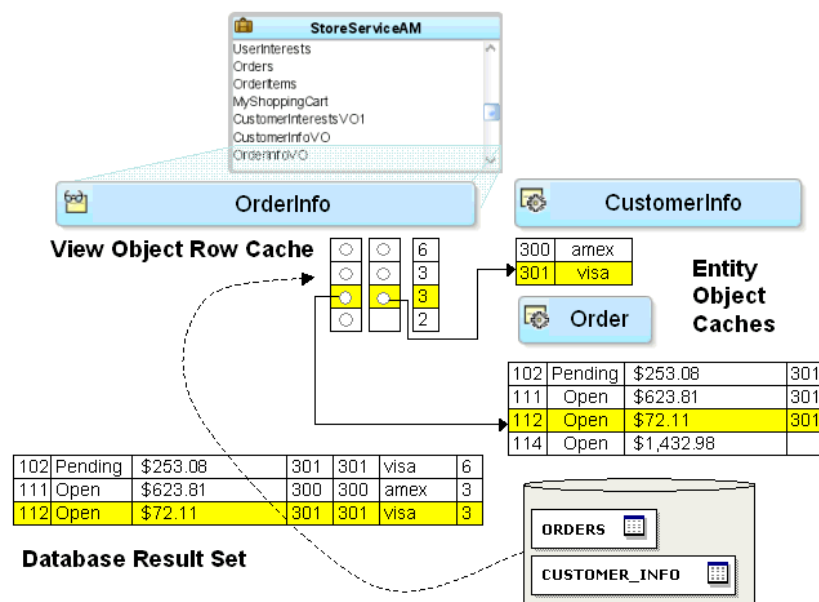 StoreServiceAM
UserInterests
Orders
OrderItems
MyShoppingCart
CustomerInterestsVO1
CustomerInfoVO
OrderInfoVO
OrderInfo
CustomerInfo
View Object Row Cache
6
3
3
2
300 amex
301 visa
Entity
Object
Caches
Order
102 Pending $253.08 301
111 Open $623.81 301
112 Open $72.11 301
114 Open $1,432.98
102 Pending $253.08 301 301 visa 6
111 Open $623.81 300 300 amex 3
112 Open $72.11 301 301 visa 3
Database Result Set
ORDERS
CUSTOMER_INFO